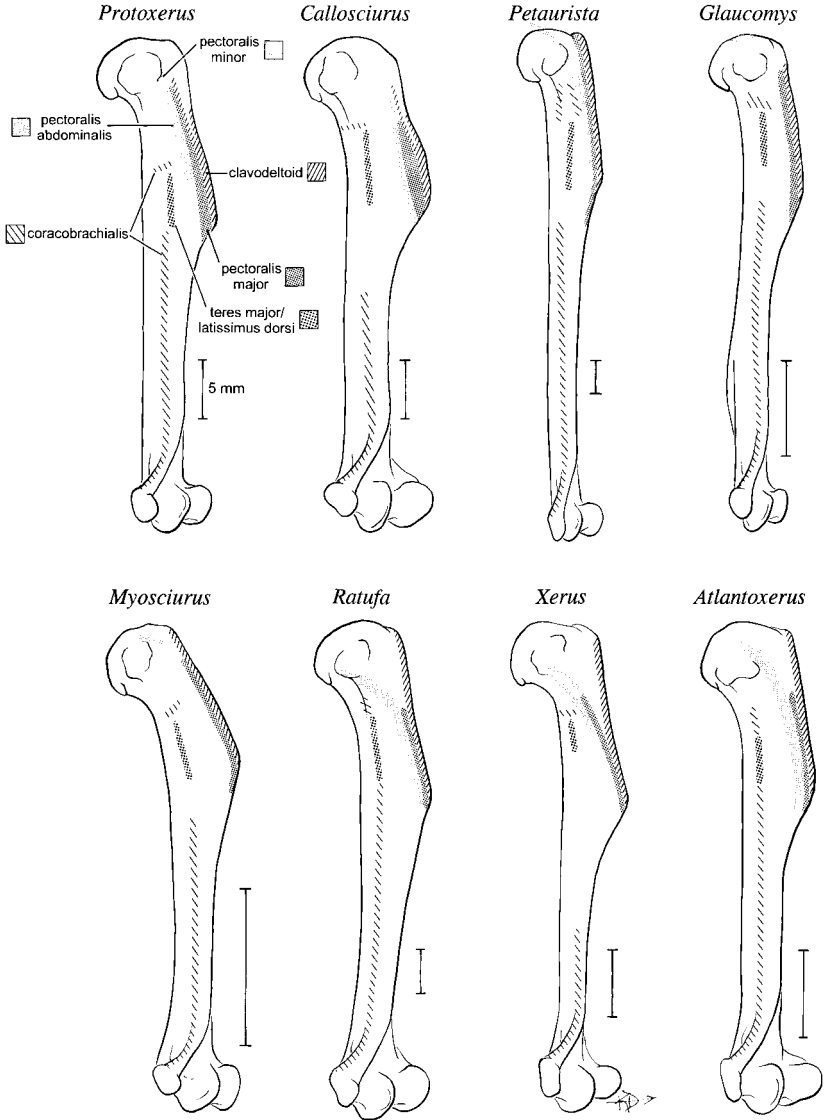 Protoxerus
Callosciurus
Petaurista
Glaucomys
pectoralis
minor
pectoralis
abdominalis
clavodeltoid
coracobrachialis
pectoralis
major
teres major/
latissimus dorsi
5 mm
Myosciurus
Ratufa
Xerus
Atlantoxerus